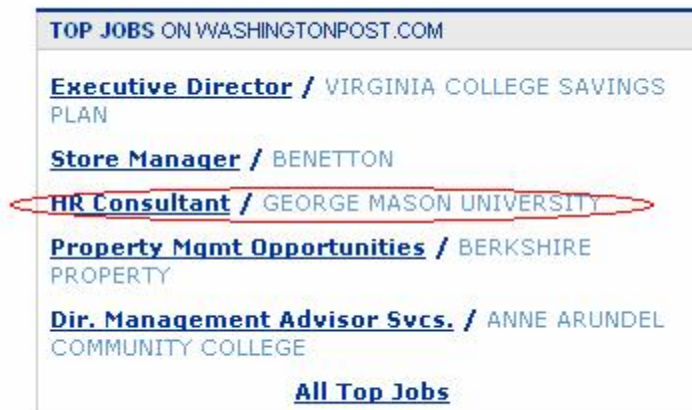 TOP JOBS ON WASHINGTONPOST.COM
Executive Director / VIRGINIA COLLEGE SAVINGS
PLAN
Store Manager / BENETTON
HR Consultant / GEORGE MASON UNIVERSITY
Property Mgmt Opportunities / BERKSHIRE
PROPERTY
Dir. Management Advisor Svcs. / ANNE ARUNDEL
COMMUNITY COLLEGE
All Top Jobs